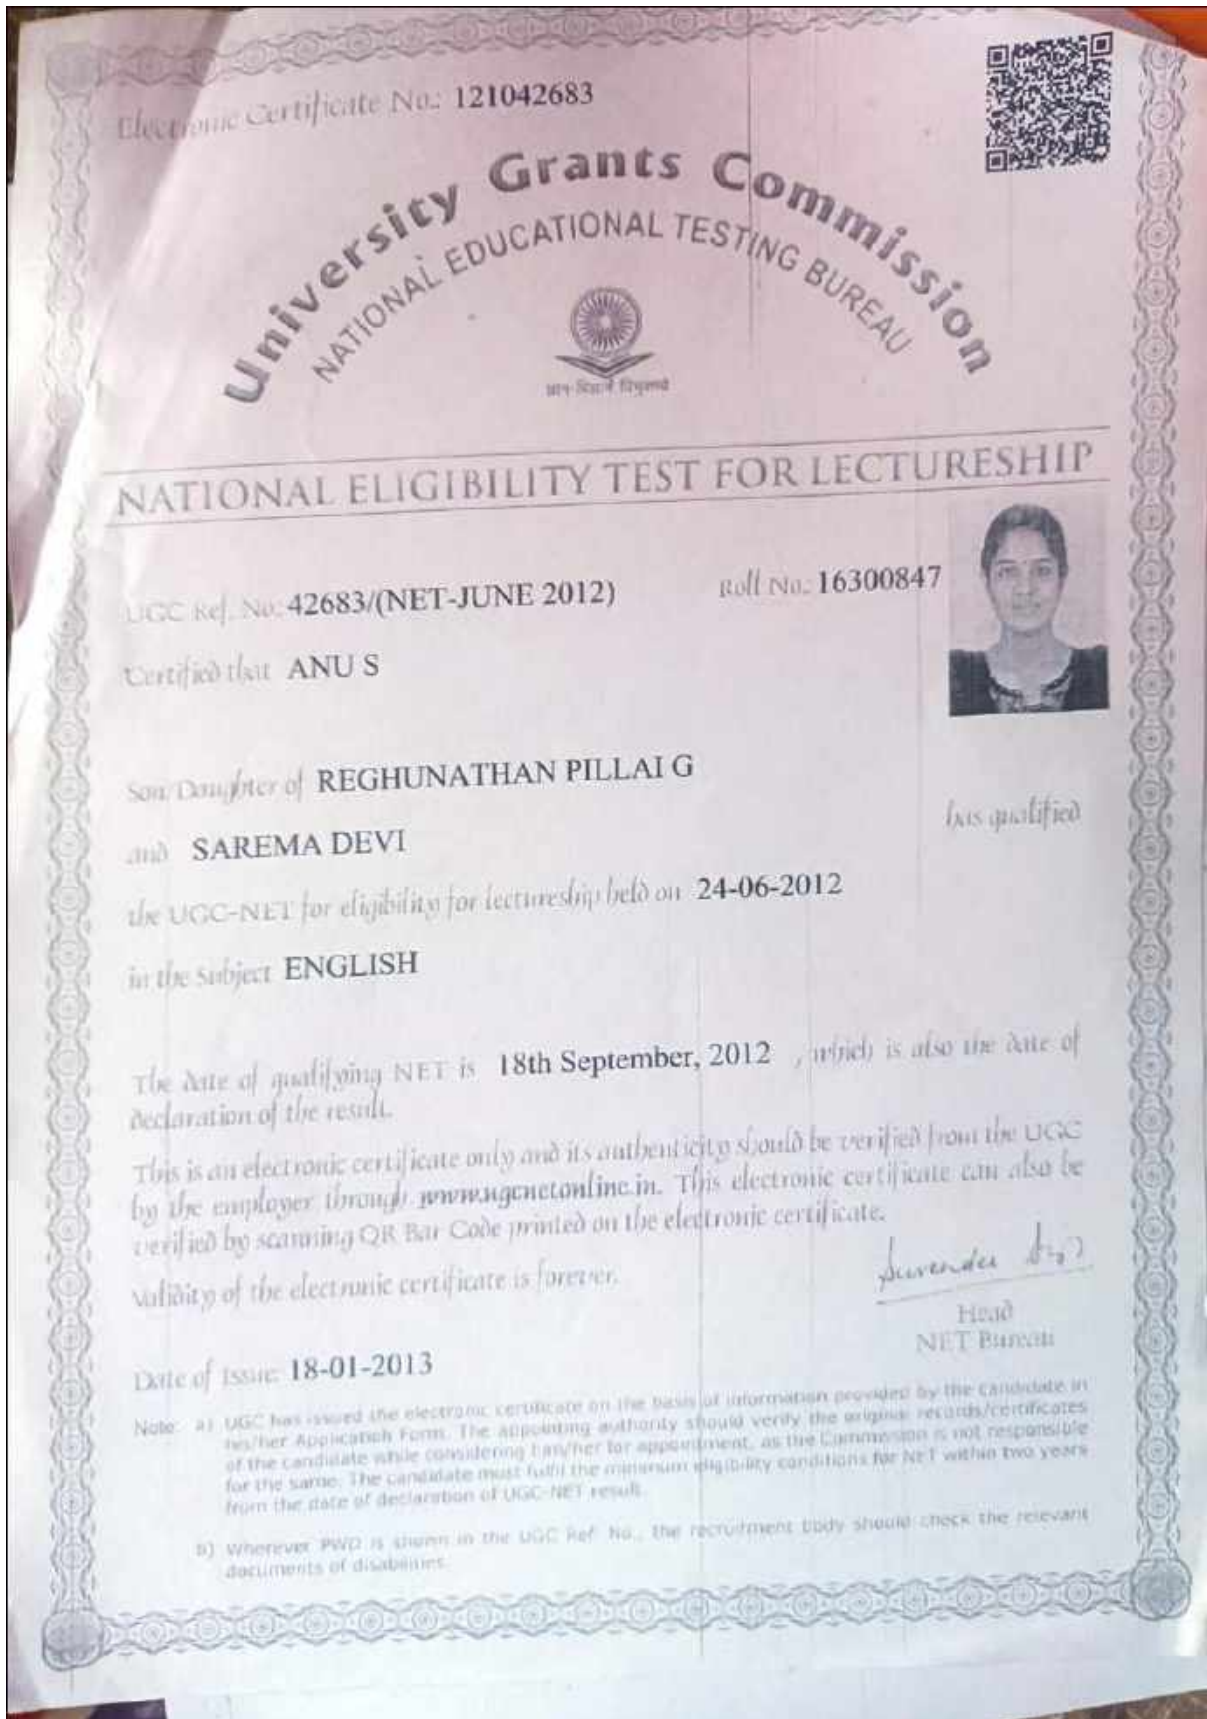 Electronic Certificate No.: 121042683
University Grants Commission
NATIONAL EDUCATIONAL TESTING BUREAU
ज्ञान-विज्ञानं विमुक्तये
NATIONAL ELIGIBILITY TEST FOR LECTURESHIP
UGC Ref. No.: 42683/(NET-JUNE 2012) Roll No.: 16300847
Certified that ANU S
Son/Daughter of REGHUNATHAN PILLAI G
and SAREMA DEVI has qualified
the UGC-NET for eligibility for lectureship held on 24-06-2012
in the Subject ENGLISH
The date of qualifying NET is 18th September, 2012 , which is also the date of
declaration of the result.
This is an electronic certificate only and its authenticity should be verified from the UGC
by the employer through www.ugcnetonline.in. This electronic certificate can also be
verified by scanning QR Bar Code printed on the electronic certificate.
Validity of the electronic certificate is forever.
Surender
Head
NET Bureau
Date of Issue: 18-01-2013
Note: a) UGC has issued the electronic certificate on the basis of information provided by the candidate in
his/her Application Form. The appointing authority should verify the original records/certificates
of the candidate while considering him/her for appointment, as the Commission is not responsible
for the same. The candidate must fulfil the minimum eligibility conditions for NET within two years
from the date of declaration of UGC-NET result.
b) Wherever PWD is shown in the UGC Ref. No., the recruitment body should check the relevant
documents of disabilities.